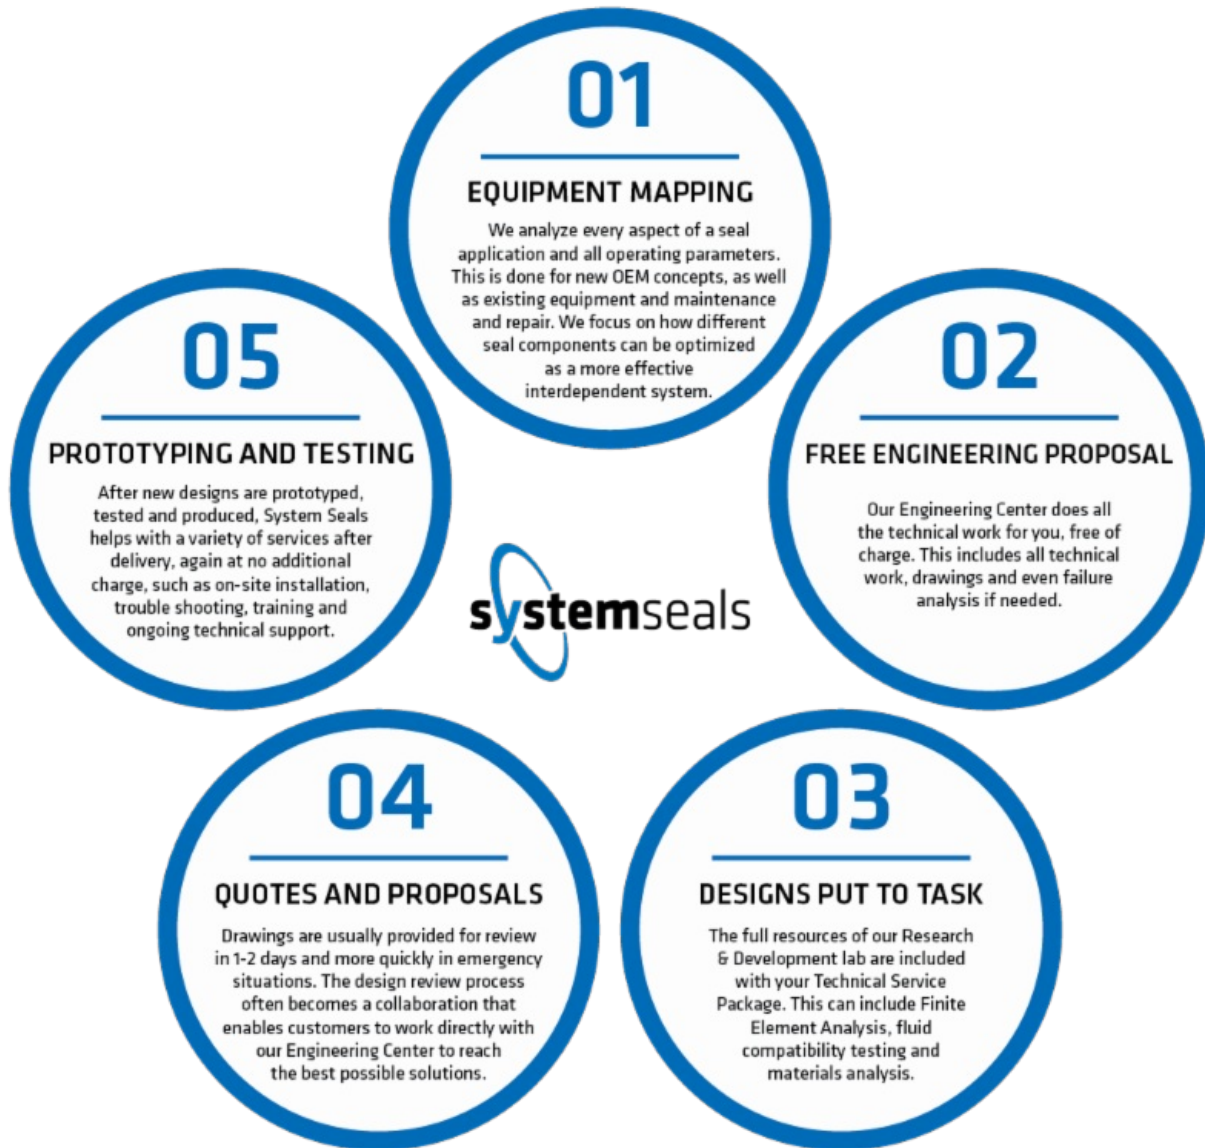 01
EQUIPMENT MAPPING
We analyze every aspect of a seal
application and all operating parameters.
This is done for new OEM concepts, as well
as existing equipment and maintenance
and repair. We focus on how different
seal components can be optimized
as a more effective
interdependent system.
02
FREE ENGINEERING PROPOSAL
Our Engineering Center does all
the technical work for you, free of
charge. This includes all technical
work, drawings and even failure
analysis if needed.
03
DESIGNS PUT TO TASK
The full resources of our Research
& Development lab are included
with your Technical Service
Package. This can include Finite
Element Analysis, fluid
compatibility testing and
materials analysis.
04
QUOTES AND PROPOSALS
Drawings are usually provided for review
in 1-2 days and more quickly in emergency
situations. The design review process
often becomes a collaboration that
enables customers to work directly with
our Engineering Center to reach
the best possible solutions.
05
PROTOTYPING AND TESTING
After new designs are prototyped,
tested and produced, System Seals
helps with a variety of services after
delivery, again at no additional
charge, such as on-site installation,
trouble shooting, training and
ongoing technical support.
systemseals